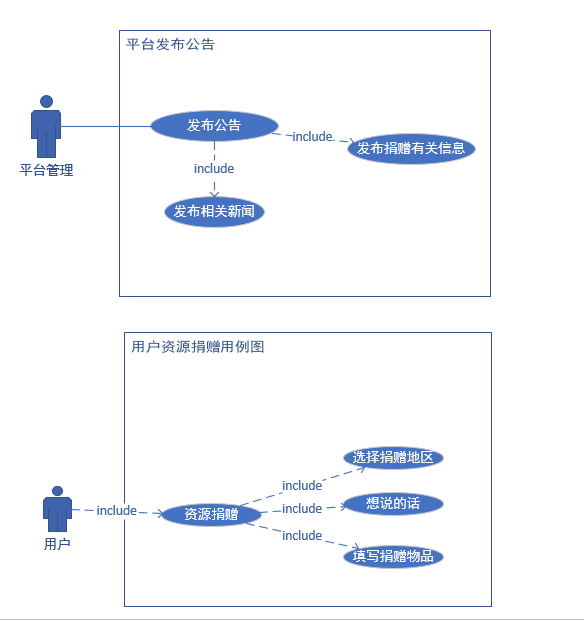 平台发布公告
发布公告
include
发布捐赠有关信息
include
平台管理
发布相关新闻
用户资源捐赠用例图
选择捐赠地区
include
想说的话
include
include
资源捐赠
include
用户
填写捐赠物品